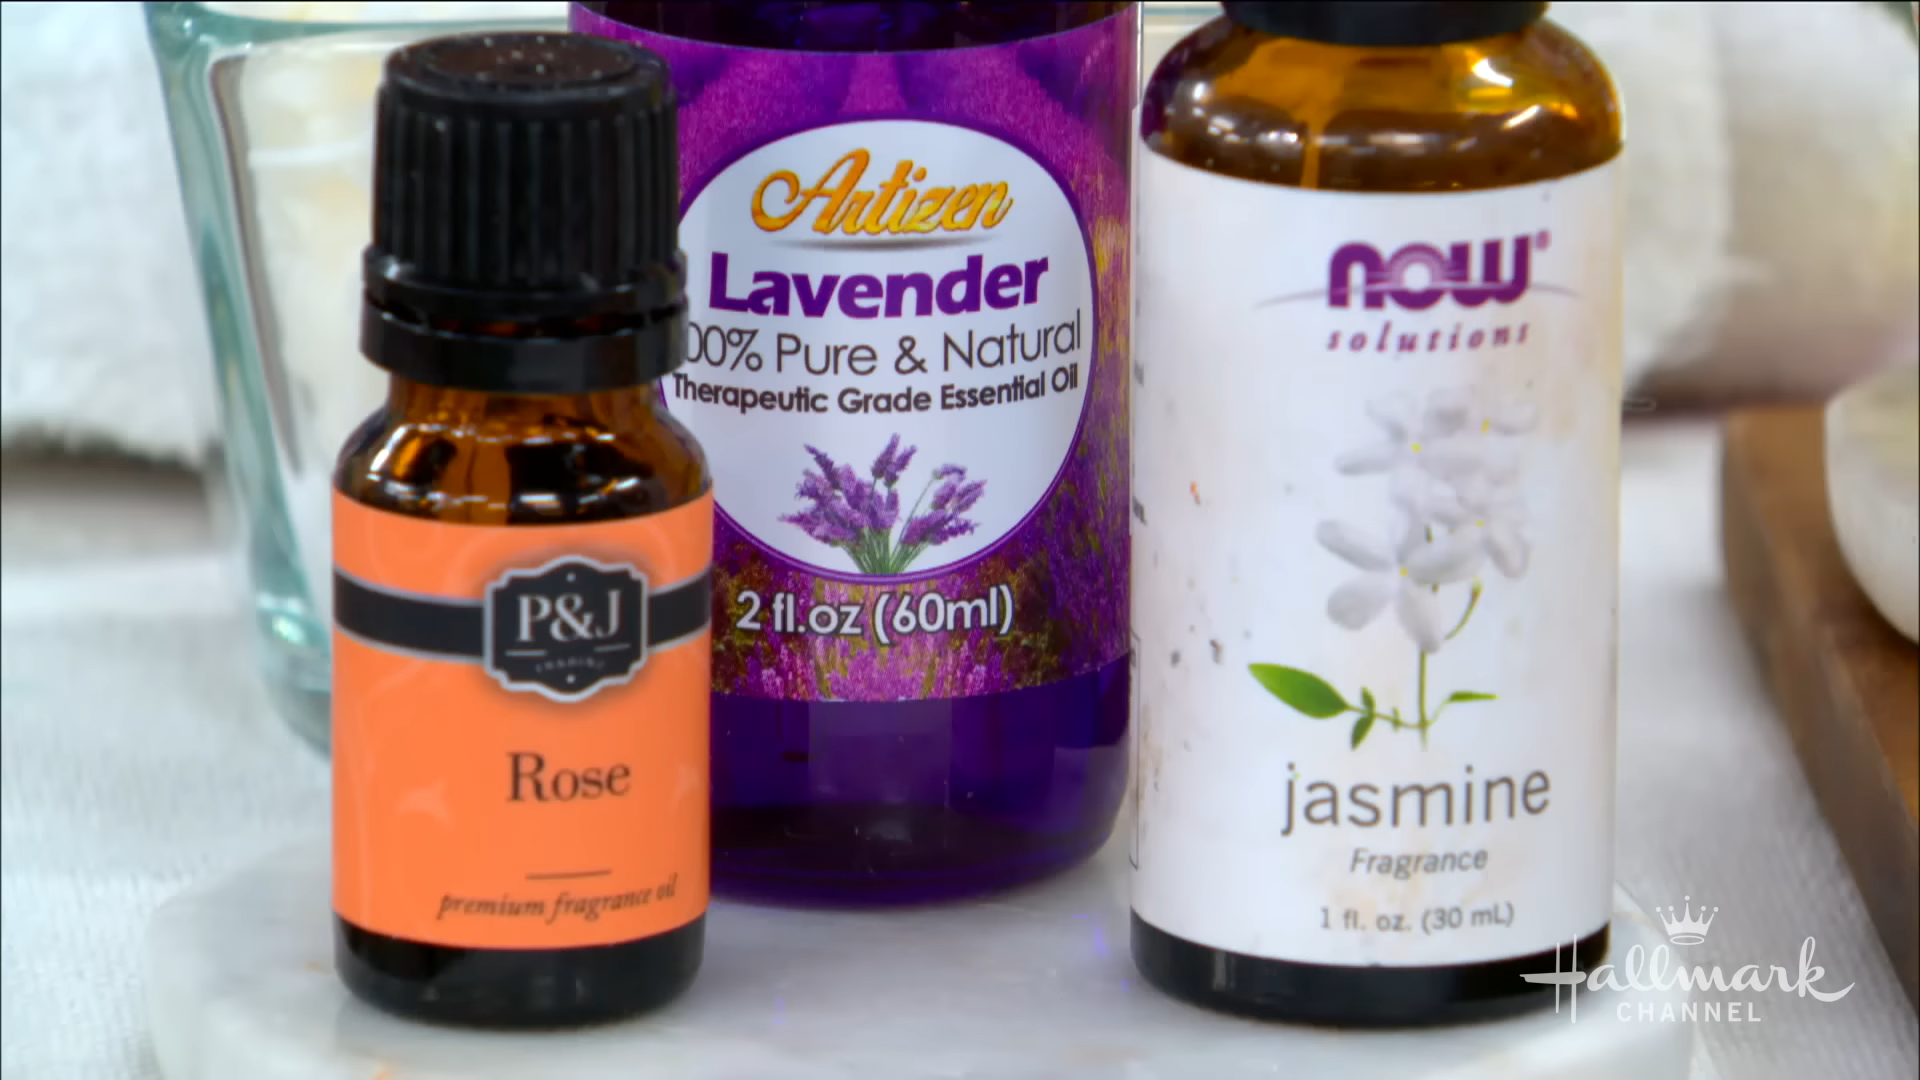 P&J
TRADING
Rose
premium fragrance oil
Artizen
Lavender
00% Pure & Natural
Therapeutic Grade Essential Oil
2 fl.oz (60ml)
now®
solutions
jasmine
Fragrance
1 fl. oz. (30 mL)
Hallmark
CHANNEL